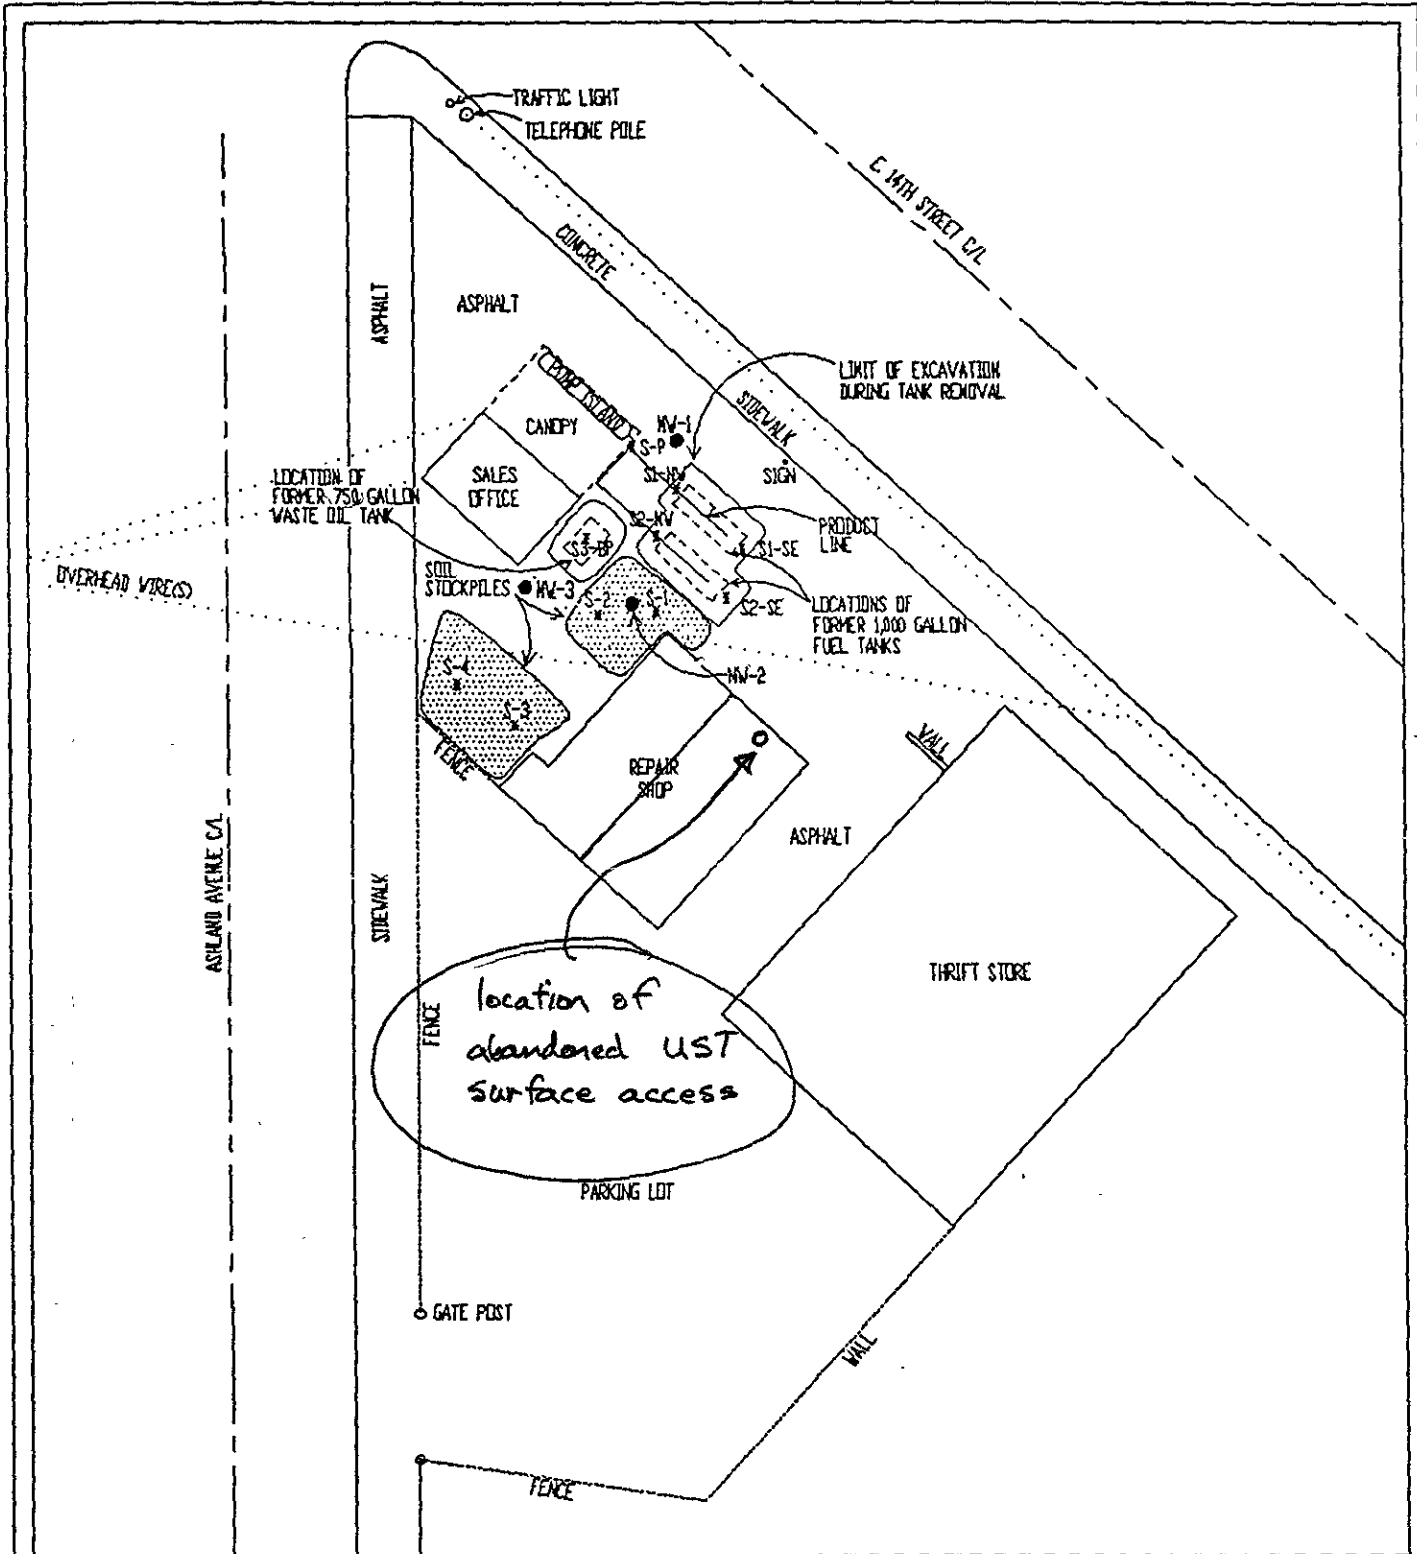 TRAFFIC LIGHT
TELEPHONE POLE
E. 14TH STREET C/L
CONCRETE
ASPHALT
ASPHALT
LIMIT OF EXCAVATION
DURING TANK REMOVAL
PUMP ISLAND
SIDEWALK
CANOPY
MW-1
S-P
S1-NW
SIGN
LOCATION OF
FORMER 750 GALLON
WASTE OIL TANK
SALES
OFFICE
S2-NW
PRODUCT
LINE
S3-BP
S1-SE
OVERHEAD WIRE(S)
SOIL
STOCKPILES
MW-3
S-2
S-1
S2-SE
LOCATIONS OF
FORMER 1,000 GALLON
FUEL TANKS
S-4
MW-2
S-3
FENCE
WALL
REPAIR
SHOP
ASPHALT
ASHLAND AVENUE C/L
SIDEWALK
THRIFT STORE
FENCE
location of
abandoned UST
surface access
PARKING LOT
GATE POST
WALL
FENCE